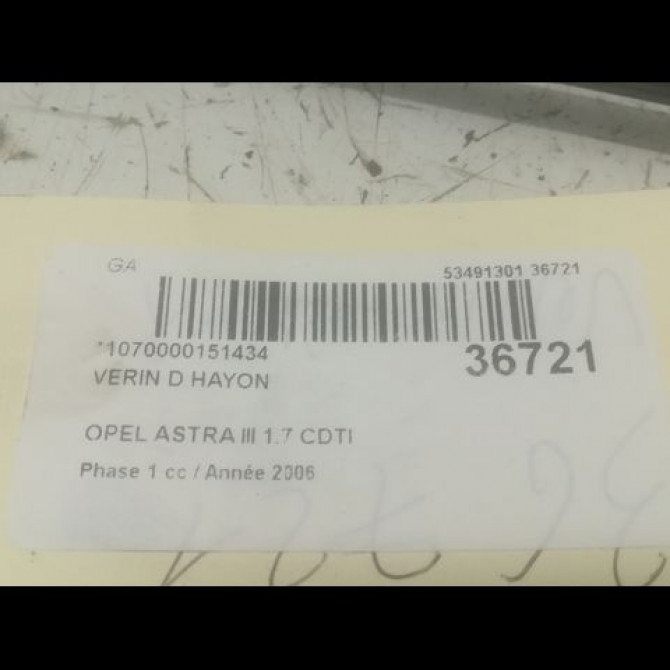 GA
53491301 36721
*1070000151434
36721
VERIN D HAYON
OPEL ASTRA III 1.7 CDTI
Phase 1 cc / Année 2006